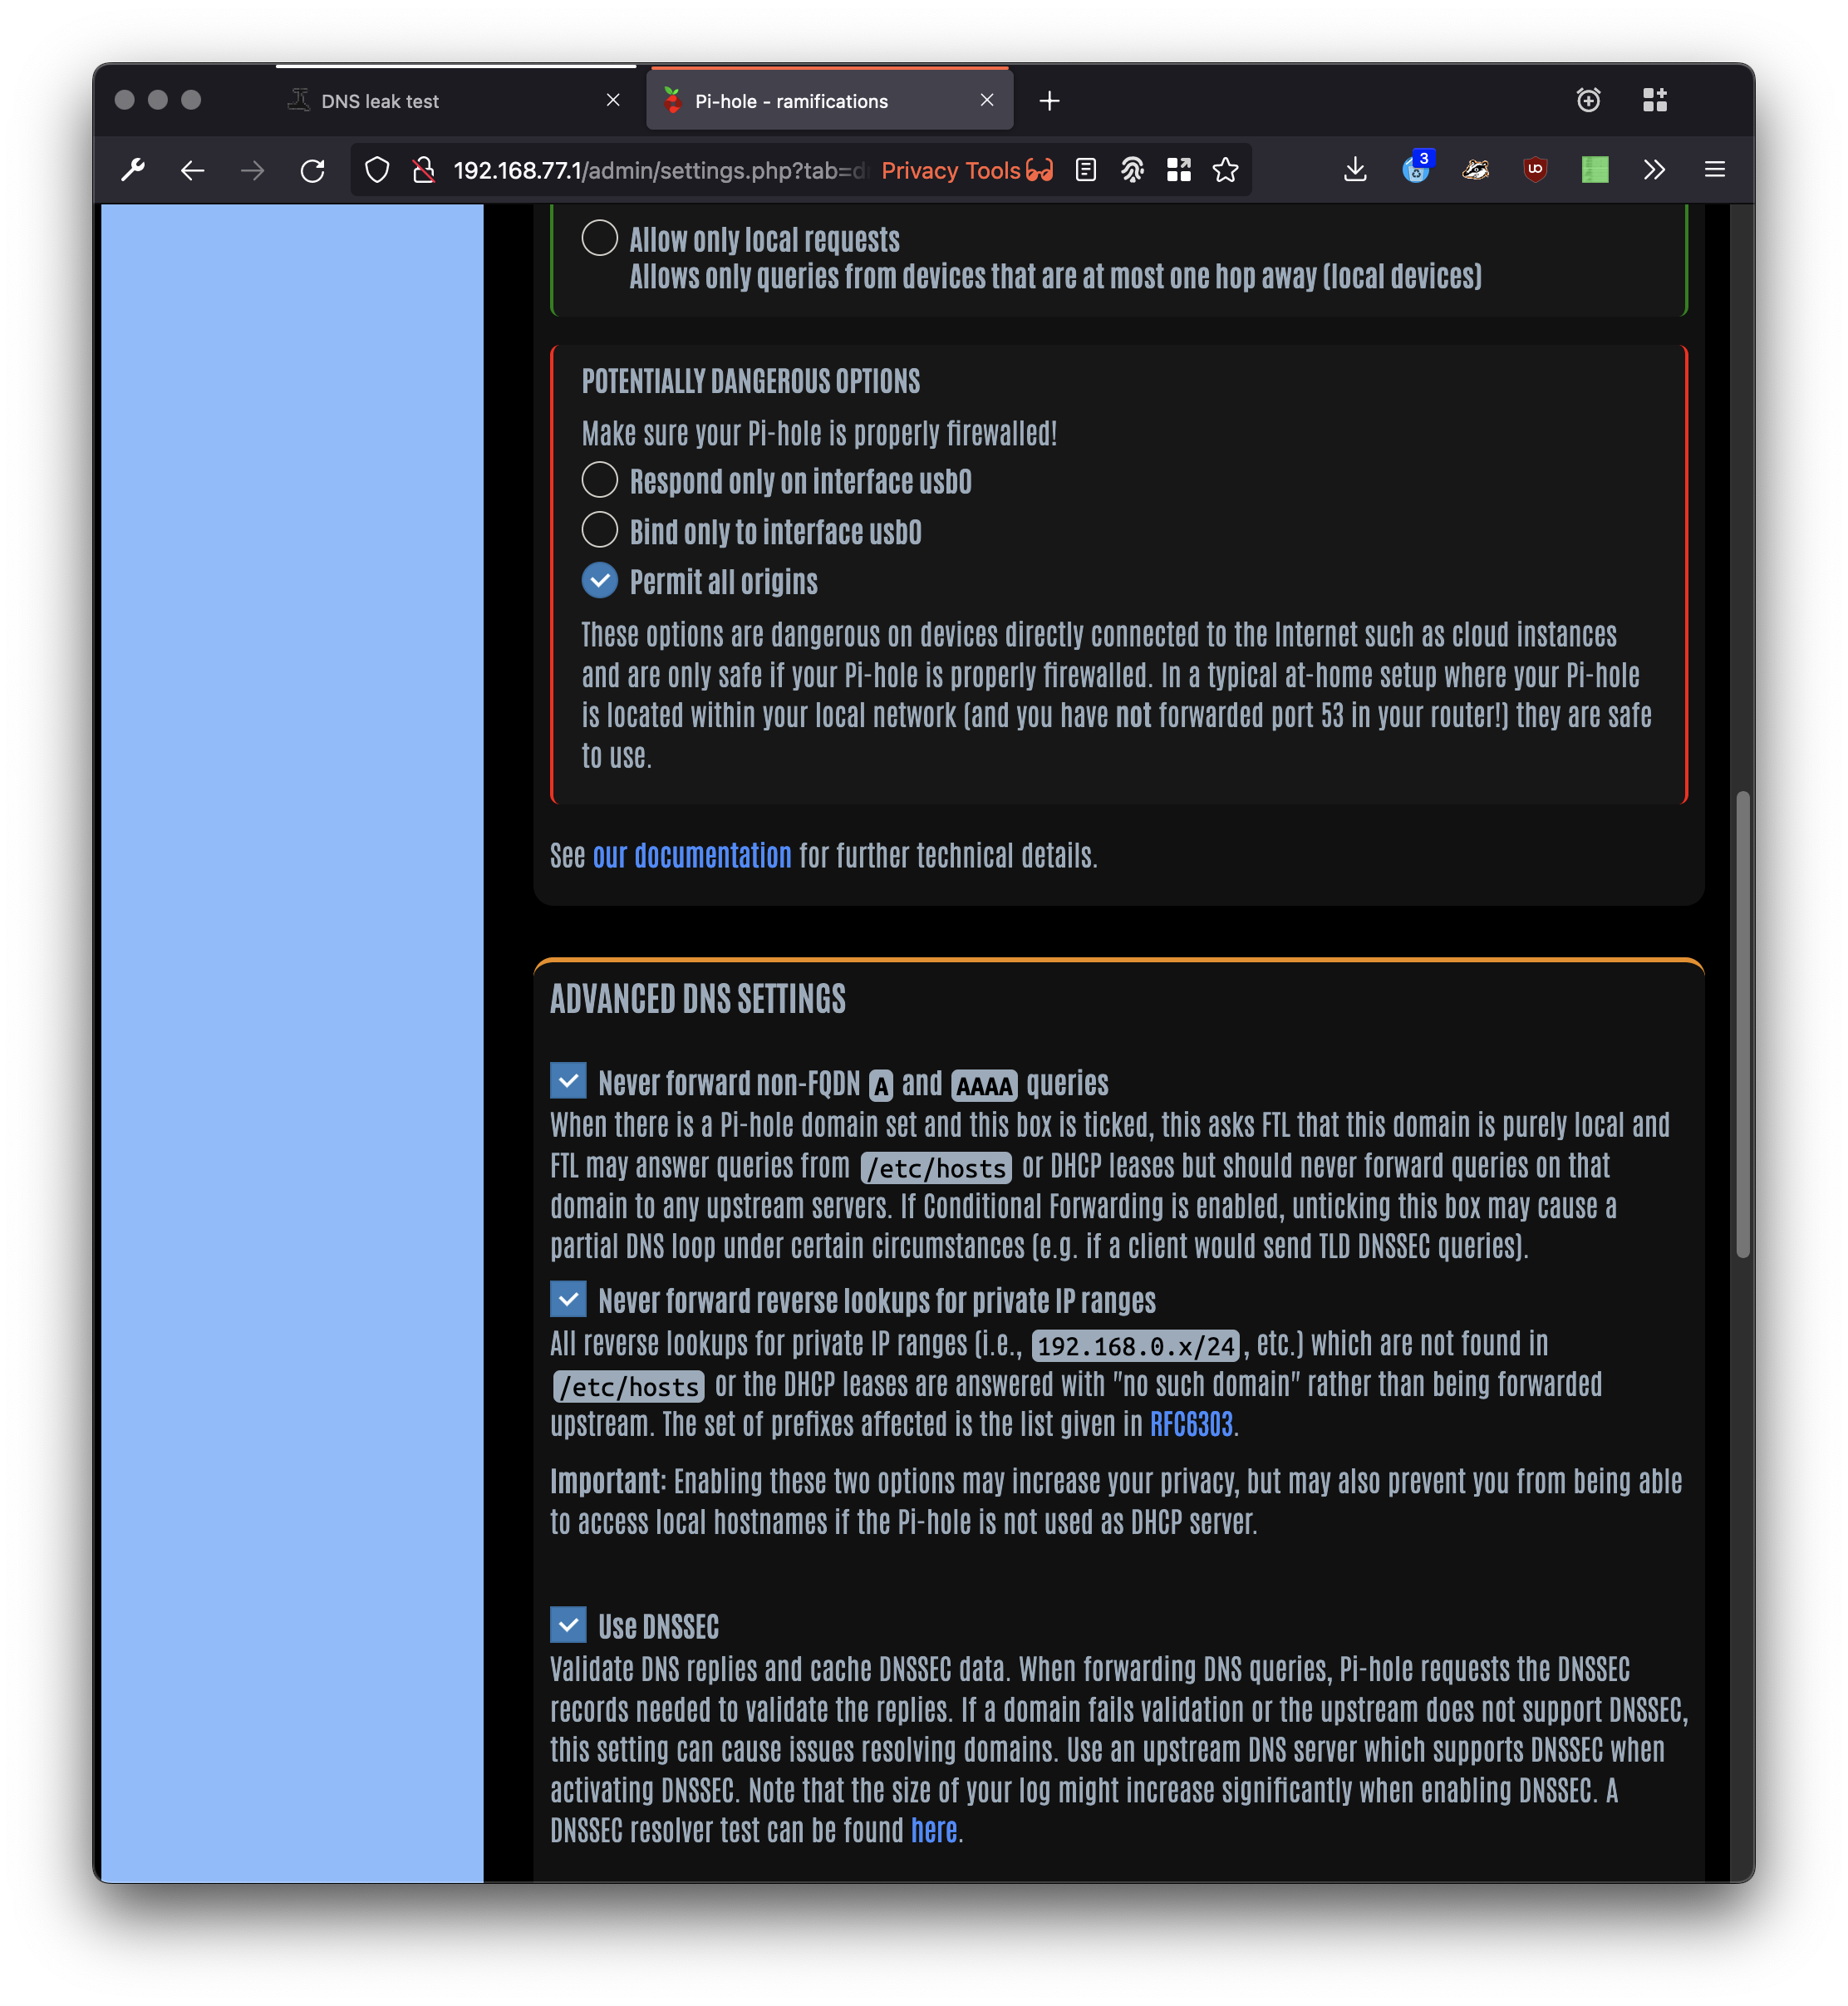 DNS leak test
Pi-hole - ramifications
192.168.77.1/admin/settings.php?tab=d
Privacy Tools
3
Allow only local requests
Allows only queries from devices that are at most one hop away (local devices)
POTENTIALLY DANGEROUS OPTIONS
Make sure your Pi-hole is properly firewalled!
Respond only on interface usb0
Bind only to interface usb0
Permit all origins
These options are dangerous on devices directly connected to the Internet such as cloud instances
and are only safe if your Pi-hole is properly firewalled. In a typical at-home setup where your Pi-hole
is located within your local network (and you have not forwarded port 53 in your router!) they are safe
to use.
See our documentation for further technical details.
ADVANCED DNS SETTINGS
Never forward non-FQDN A and AAAA queries
When there is a Pi-hole domain set and this box is ticked, this asks FTL that this domain is purely local and
FTL may answer queries from /etc/hosts or DHCP leases but should never forward queries on that
domain to any upstream servers. If Conditional Forwarding is enabled, unticking this box may cause a
partial DNS loop under certain circumstances (e.g. if a client would send TLD DNSSEC queries).
Never forward reverse lookups for private IP ranges
All reverse lookups for private IP ranges (i.e., 192.168.0.x/24, etc.) which are not found in
/etc/hosts or the DHCP leases are answered with "no such domain" rather than being forwarded
upstream. The set of prefixes affected is the list given in RFC6303.
Important: Enabling these two options may increase your privacy, but may also prevent you from being able
to access local hostnames if the Pi-hole is not used as DHCP server.
Use DNSSEC
Validate DNS replies and cache DNSSEC data. When forwarding DNS queries, Pi-hole requests the DNSSEC
records needed to validate the replies. If a domain fails validation or the upstream does not support DNSSEC,
this setting can cause issues resolving domains. Use an upstream DNS server which supports DNSSEC when
activating DNSSEC. Note that the size of your log might increase significantly when enabling DNSSEC. A
DNSSEC resolver test can be found here.